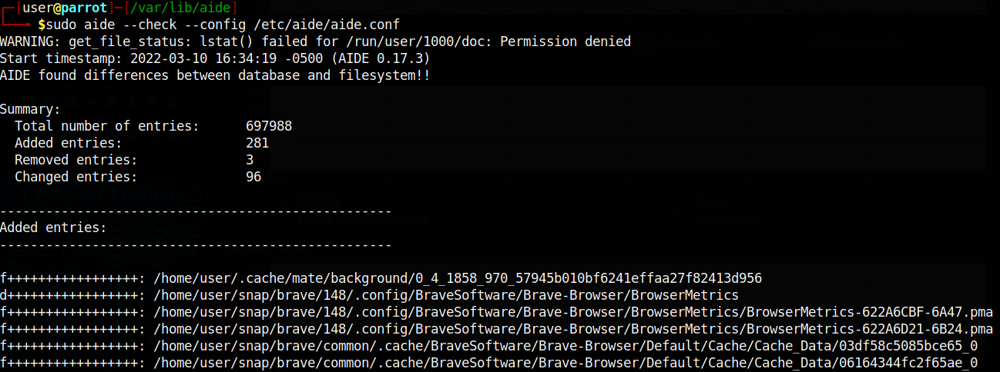 ┌─[user@parrot]─[/var/lib/aide]
└──╼ $sudo aide --check --config /etc/aide/aide.conf
WARNING: get_file_status: lstat() failed for /run/user/1000/doc: Permission denied
Start timestamp: 2022-03-10 16:34:19 -0500 (AIDE 0.17.3)
AIDE found differences between database and filesystem!!
Summary:
  Total number of entries:      697988
  Added entries:                281
  Removed entries:              3
  Changed entries:              96
---------------------------------------------------
Added entries:
---------------------------------------------------
f+++++++++++++++++: /home/user/.cache/mate/background/0_4_1858_970_57945b010bf6241effaa27f82413d956
d+++++++++++++++++: /home/user/snap/brave/148/.config/BraveSoftware/Brave-Browser/BrowserMetrics
f+++++++++++++++++: /home/user/snap/brave/148/.config/BraveSoftware/Brave-Browser/BrowserMetrics/BrowserMetrics-622A6CBF-6A47.pma
f+++++++++++++++++: /home/user/snap/brave/148/.config/BraveSoftware/Brave-Browser/BrowserMetrics/BrowserMetrics-622A6D21-6B24.pma
f+++++++++++++++++: /home/user/snap/brave/common/.cache/BraveSoftware/Brave-Browser/Default/Cache/Cache_Data/03df58c5085bce65_0
f+++++++++++++++++: /home/user/snap/brave/common/.cache/BraveSoftware/Brave-Browser/Default/Cache/Cache_Data/06164344fc2f65ae_0